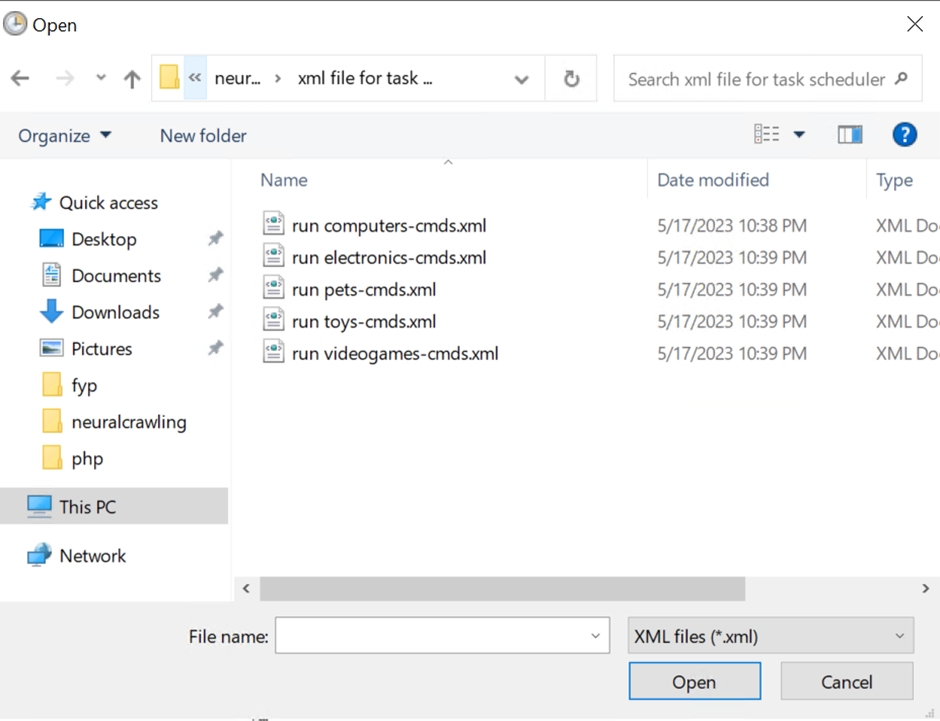 Open
« neur... › xml file for task ... Search xml file for task scheduler
Organize New folder ?
Name Date modified Type
Quick access
Desktop
Documents
Downloads
Pictures
fyp
neuralcrawling
php
This PC
Network
run computers-cmds.xml 5/17/2023 10:38 PM XML Do
run electronics-cmds.xml 5/17/2023 10:39 PM XML Do
run pets-cmds.xml 5/17/2023 10:39 PM XML Do
run toys-cmds.xml 5/17/2023 10:39 PM XML Do
run videogames-cmds.xml 5/17/2023 10:39 PM XML Do
File name: XML files (*.xml)
Open Cancel